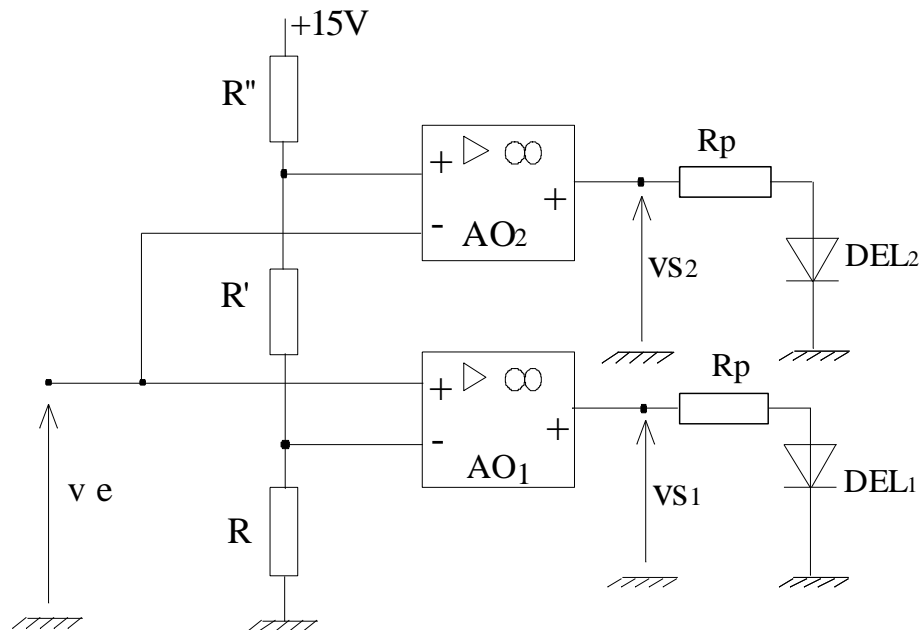 +15V
R"
+ ▷ ∞
- AO₂ +
Rp
vs2
DEL₂
R'
+ ▷ ∞
- AO₁ +
Rp
vs1
DEL₁
v e
R